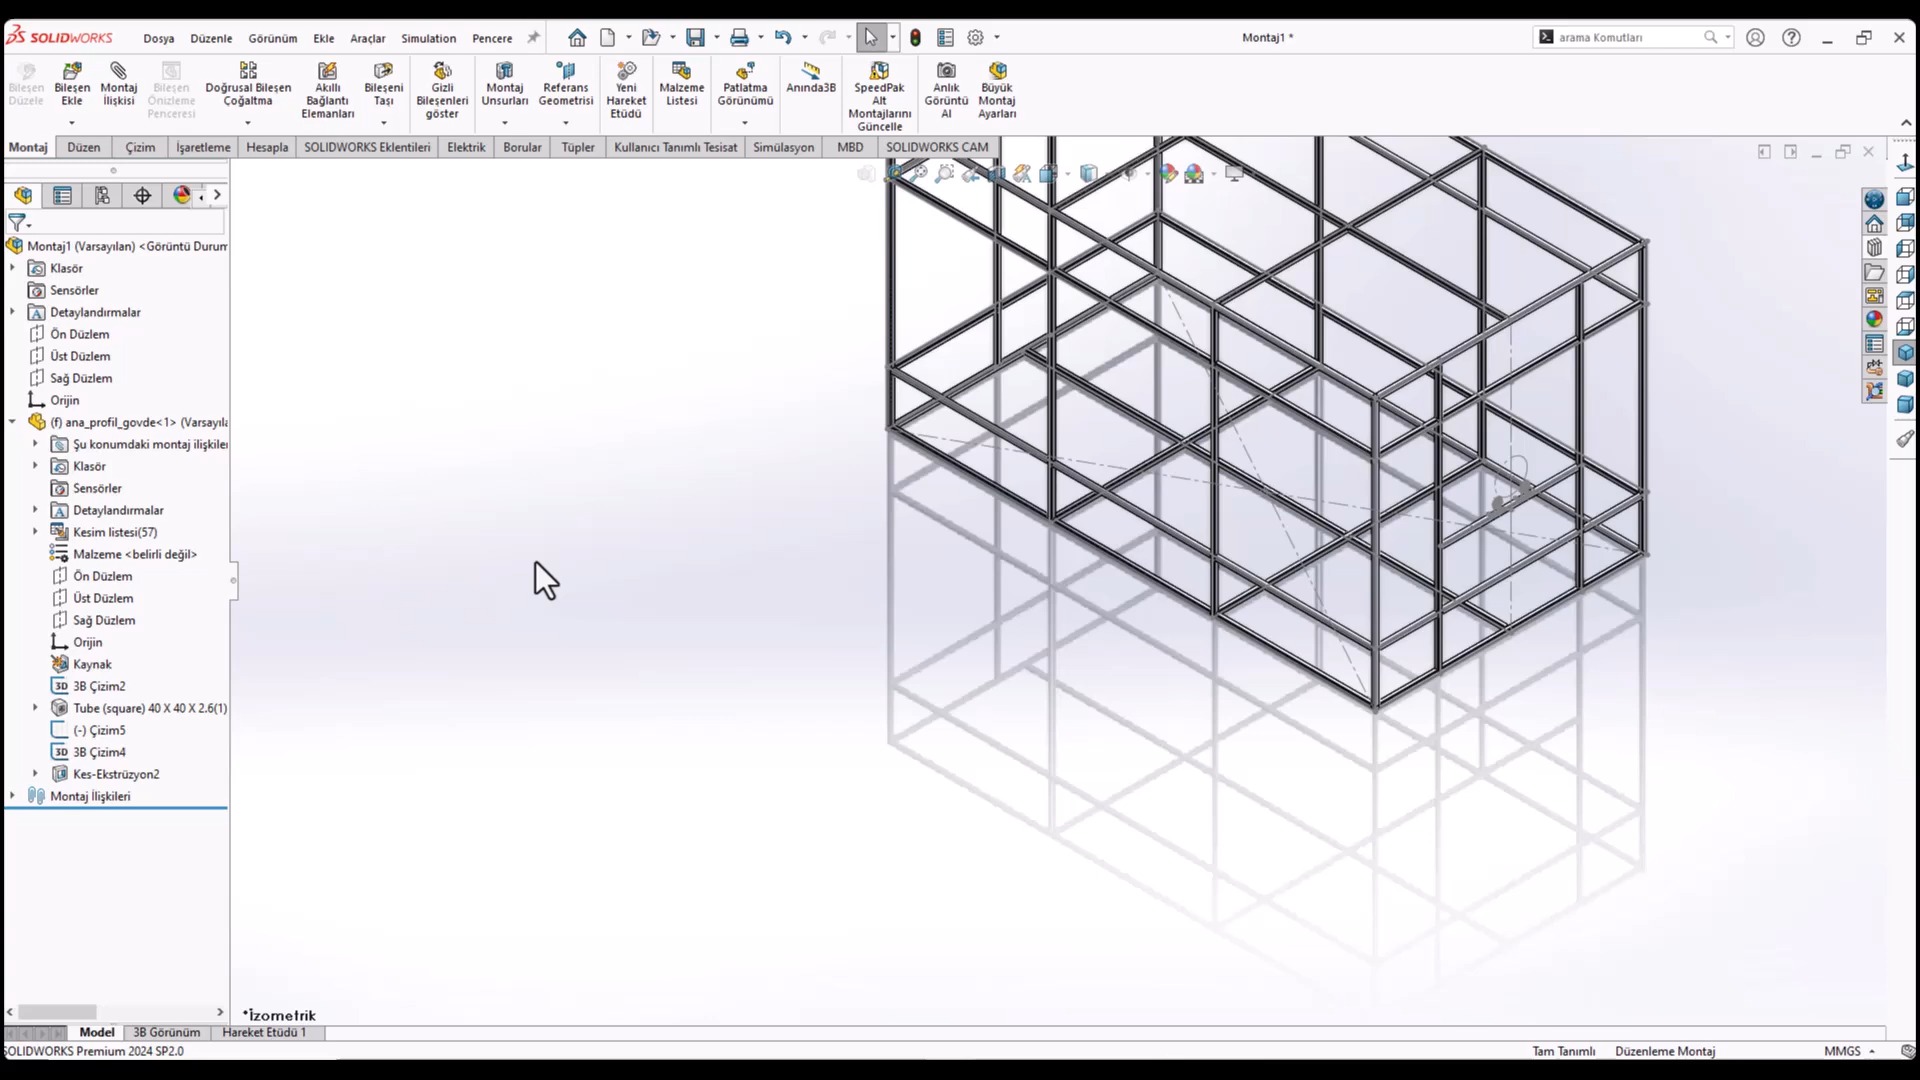 SOLIDWORKS Dosya Düzenle Görünüm Ekle Araçlar Simulation Pencere Montaj1 * arama Komutları
Bileşen Düzele
Bileşen Ekle
Montaj İlişkisi
Bileşen Önizleme Penceresi
Doğrusal Bileşen Çoğaltma
Akıllı Bağlantı Elemanları
Bileşeni Taşı
Gizli Bileşenleri göster
Montaj Unsurları
Referans Geometrisi
Yeni Hareket Etüdü
Malzeme Listesi
Patlatma Görünümü
Anında3B
SpeedPak Alt Montajlarını Güncelle
Anlık Görüntü Al
Büyük Montaj Ayarları
Montaj Düzen Çizim İşaretleme Hesapla SOLIDWORKS Eklentileri Elektrik Borular Tüpler Kullanıcı Tanımlı Tesisat Simülasyon MBD SOLIDWORKS CAM
Montaj1 (Varsayılan) <Görüntü Durum
Klasör
Sensörler
Detaylandırmalar
Ön Düzlem
Üst Düzlem
Sağ Düzlem
Orijin
(f) ana_profil_govde<1> (Varsayıla
Şu konumdaki montaj ilişkiler
Klasör
Sensörler
Detaylandırmalar
Kesim listesi(57)
Malzeme <belirli değil>
Ön Düzlem
Üst Düzlem
Sağ Düzlem
Orijin
Kaynak
3D 3B Çizim2
Tube (square) 40 X 40 X 2.6(1)
(-) Çizim5
3D 3B Çizim4
Kes-Ekstrüzyon2
Montaj İlişkileri
*İzometrik
Model 3B Görünüm Hareket Etüdü 1
SOLIDWORKS Premium 2024 SP2.0 Tam Tanımlı Düzenleme Montaj MMGS